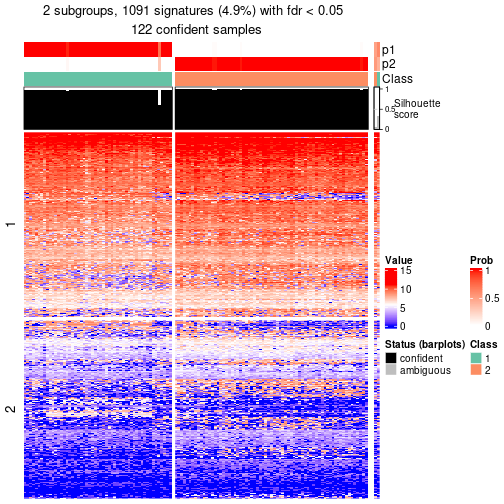 2 subgroups, 1091 signatures (4.9%) with fdr < 0.05
122 confident samples
p1
p2
Class
1
0.5
0
Silhouette
score
1
2
Value
15
10
5
0
Prob
1
0.5
0
Status (barplots)
confident
ambiguous
Class
1
2